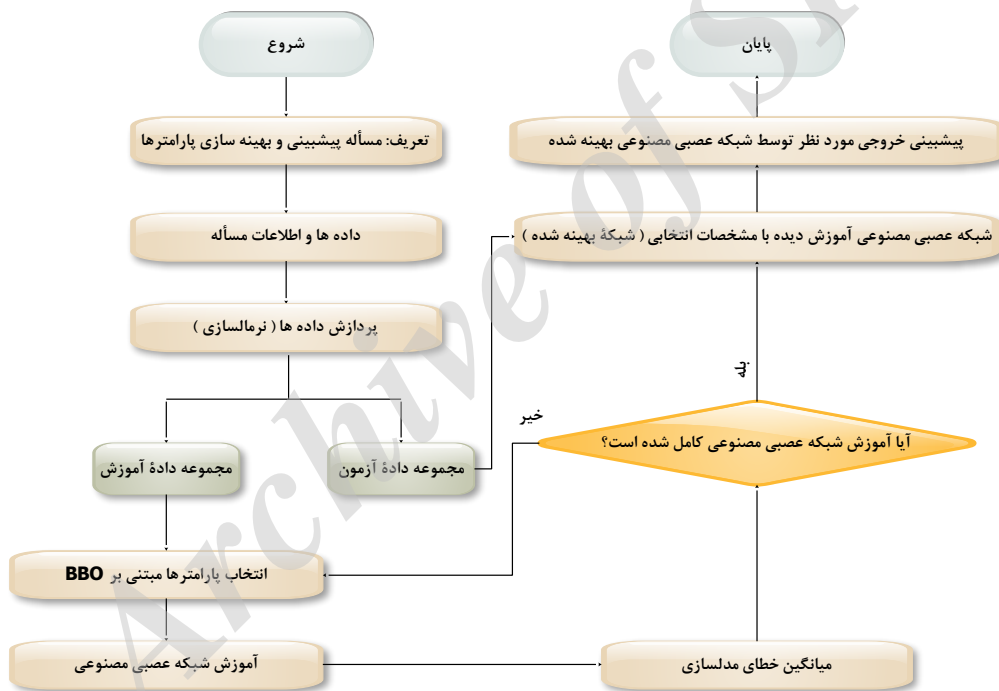 شروع
پایان
تعریف: مسأله پیشبینی و بهینه سازی پارامترها
پیشبینی خروجی مورد نظر توسط شبکه عصبی مصنوعی بهینه شده
داده ها و اطلاعات مسأله
شبکه عصبی مصنوعی آموزش دیده با مشخصات انتخابی ( شبکهٔ بهینه شده )
پردازش داده ها ( نرمالسازی )
بله
خیر
آیا آموزش شبکه عصبی مصنوعی کامل شده است؟
مجموعه دادهٔ آزمون
مجموعه دادهٔ آموزش
انتخاب پارامترها مبتنی بر BBO
آموزش شبکه عصبی مصنوعی
میانگین خطای مدلسازی
Archive of